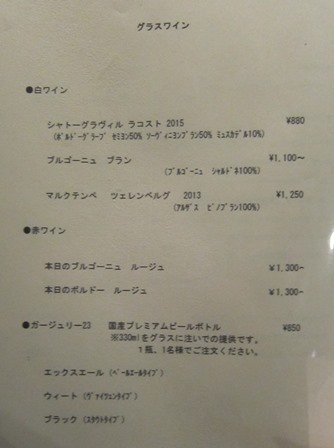 グラスワイン
●白ワイン
シャトーグラヴィル ラコスト 2015 ¥880
(ボルドーグラーブ セミヨン50% ソーヴィニヨンブラン50% ミュスカデル10%)
ブルゴーニュ ブラン ¥1,100～
(ブルゴーニュ シャルドネ100%)
マルクテンペ ツェレンベルグ 2013 ¥1,250
(アルザス ピノブラン100%)
●赤ワイン
本日のブルゴーニュ ルージュ ¥1,300～
本日のボルドー ルージュ ¥1,300～
●ガージュリー23 国産プレミアムビールボトル ¥850
※330mlをグラスに注いでの提供です。
1瓶、1名様でご注文ください。
エックスエール (ペールエールタイプ)
ウィート (ヴァイツェンタイプ)
ブラック (スタウトタイプ)